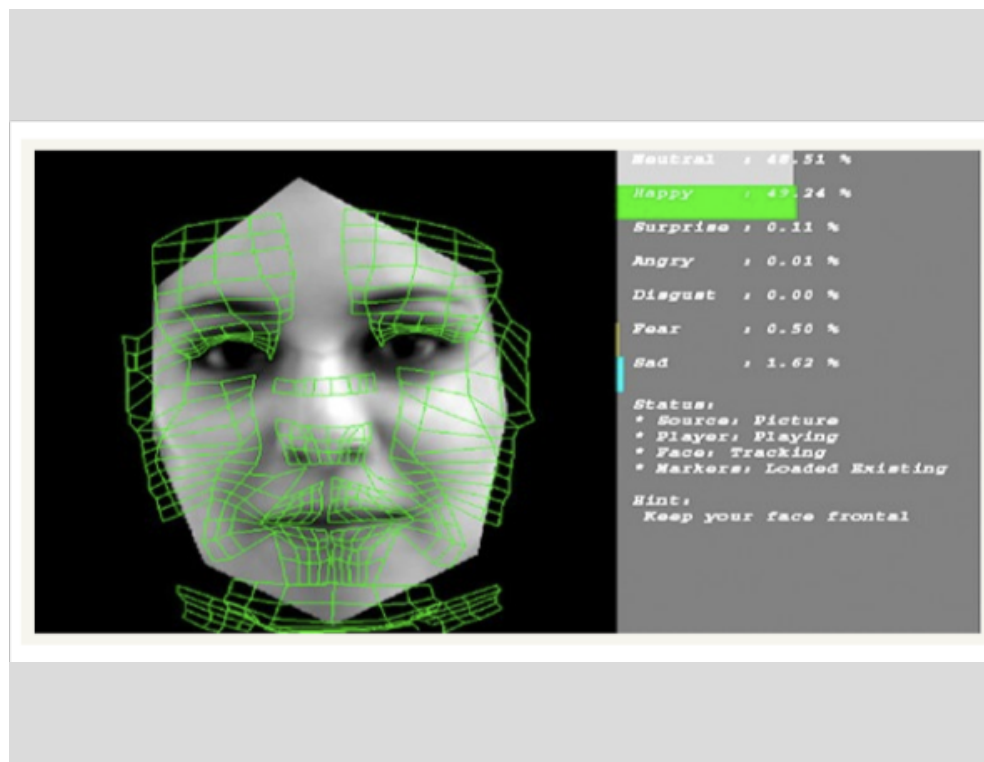 Neutral : 48.51 %
Happy : 49.24 %
Surprise : 0.11 %
Angry : 0.01 %
Disgust : 0.00 %
Fear : 0.50 %
Sad : 1.62 %
Status:
* Source: Picture
* Player: Playing
* Face: Tracking
* Markers: Loaded Existing
Hint:
Keep your face frontal